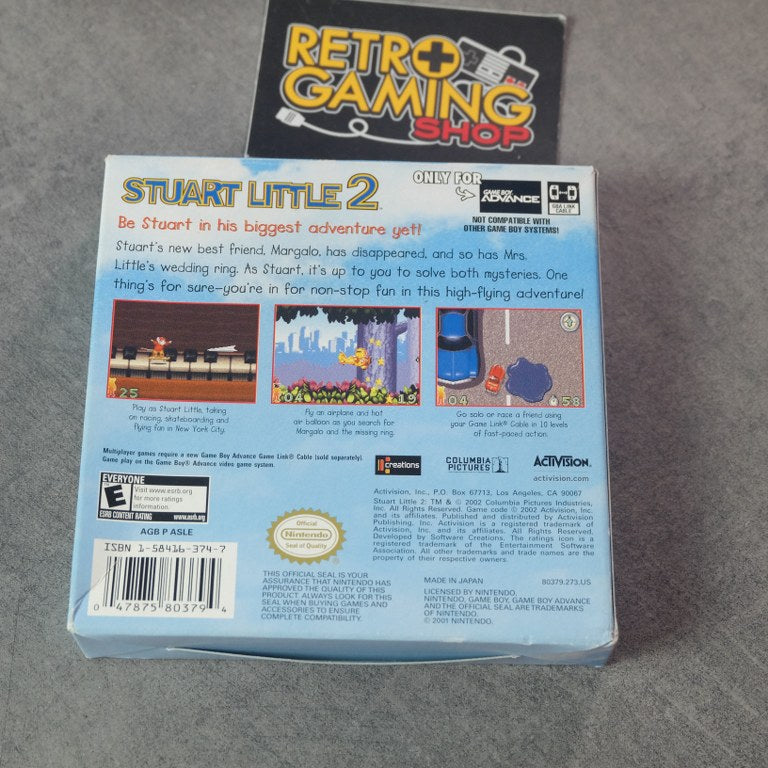 RETRO
GAMING
SHOP
STUART LITTLE 2
ONLY FOR
GAME BOY
ADVANCE
GBA LINK
CABLE
NOT COMPATIBLE WITH
OTHER GAME BOY SYSTEMS!
Be Stuart in his biggest adventure yet!
Stuart's new best friend, Margalo, has disappeared, and so has Mrs.
Little's wedding ring. As Stuart, it's up to you to solve both mysteries. One
thing's for sure—you're in for non-stop fun in this high-flying adventure!
25
04
19
04
58
Play as Stuart Little, taking
on racing, skateboarding and
flying fun in New York City.
Fly an airplane and hot
air balloon as you search for
Margalo and the missing ring.
Go solo or race a friend using
your Game Link® Cable in 10 levels
of fast-paced action.
Multiplayer games require a new Game Boy Advance Game Link® Cable (sold separately).
Game play on the Game Boy® Advance video game system.
creations
COLUMBIA
PICTURES
ACTIVISION
activision.com
EVERYONE
E
Visit www.esrb.org
for more ratings
information.
ESRB CONTENT RATING www.esrb.org
AGB P ASLE
ISBN 1-58416-374-7
0 47875 80379 4
Official
Nintendo
Seal of Quality
THIS OFFICIAL SEAL IS YOUR
ASSURANCE THAT NINTENDO HAS
APPROVED THE QUALITY OF THIS
PRODUCT. ALWAYS LOOK FOR THIS
SEAL WHEN BUYING GAMES AND
ACCESSORIES TO ENSURE
COMPLETE COMPATIBILITY.
Activision, Inc., P.O. Box 67713, Los Angeles, CA 90067
Stuart Little 2: TM & © 2002 Columbia Pictures Industries,
Inc. All Rights Reserved. Game code © 2002 Activision, Inc.
and its affiliates. Published and distributed by Activision
Publishing, Inc. Activision is a registered trademark of
Activision, Inc. and its affiliates. All Rights Reserved.
Developed by Software Creations. The ratings icon is a
registered trademark of the Entertainment Software
Association. All other trademarks and trade names are the
property of their respective owners.
MADE IN JAPAN
80379.273.US
LICENSED BY NINTENDO.
NINTENDO, GAME BOY, GAME BOY ADVANCE
AND THE OFFICIAL SEAL ARE TRADEMARKS
OF NINTENDO.
© 2001 NINTENDO.